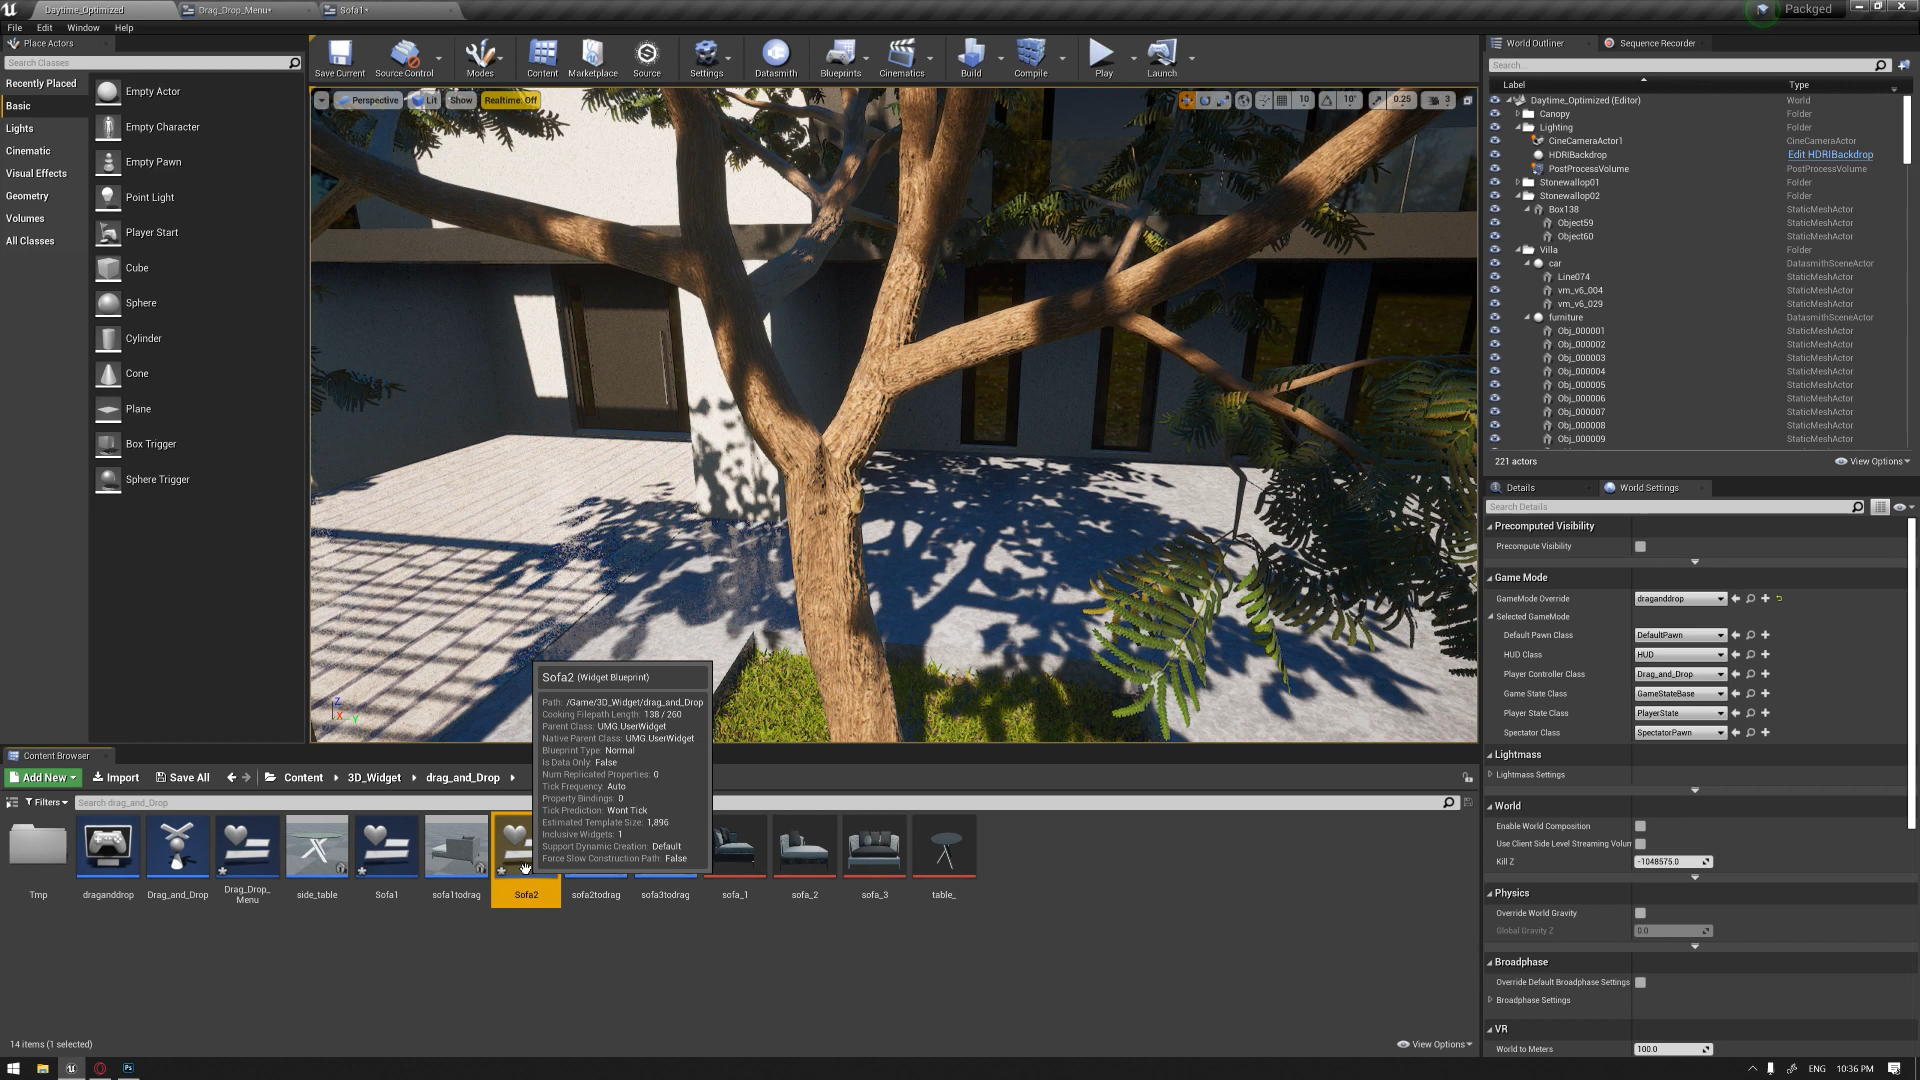 Daytime_Optimized
Drag_Drop_Menu*
Sofa1*
Packged
File Edit Window Help
Place Actors
Search Classes
Recently Placed
Basic
Lights
Cinematic
Visual Effects
Geometry
Volumes
All Classes
Empty Actor
Empty Character
Empty Pawn
Point Light
Player Start
Cube
Sphere
Cylinder
Cone
Plane
Box Trigger
Sphere Trigger
Save Current
Source Control
Modes
Content
Marketplace
Source
Settings
Datasmith
Blueprints
Cinematics
Build
Compile
Play
Launch
Perspective
Lit
Show
Realtime: Off
10
10°
0.25
3
Z
X
Y
World Outliner
Sequence Recorder
Search...
Label Type
Daytime_Optimized (Editor) World
Canopy Folder
Lighting Folder
CineCameraActor1 CineCameraActor
HDRIBackdrop Edit HDRIBackdrop
PostProcessVolume PostProcessVolume
Stonewallop01 Folder
Stonewallop02 Folder
Box138 StaticMeshActor
Object59 StaticMeshActor
Object60 StaticMeshActor
Villa Folder
car DatasmithSceneActor
Line074 StaticMeshActor
vm_v6_004 StaticMeshActor
vm_v6_029 StaticMeshActor
furniture DatasmithSceneActor
Obj_000001 StaticMeshActor
Obj_000002 StaticMeshActor
Obj_000003 StaticMeshActor
Obj_000004 StaticMeshActor
Obj_000005 StaticMeshActor
Obj_000006 StaticMeshActor
Obj_000007 StaticMeshActor
Obj_000008 StaticMeshActor
Obj_000009 StaticMeshActor
221 actors
View Options
Details
World Settings
Search Details
Precomputed Visibility
Precompute Visibility
Game Mode
GameMode Override draganddrop
Selected GameMode
Default Pawn Class DefaultPawn
HUD Class HUD
Player Controller Class Drag_and_Drop
Game State Class GameStateBase
Player State Class PlayerState
Spectator Class SpectatorPawn
Lightmass
Lightmass Settings
World
Enable World Composition
Use Client Side Level Streaming Volun
Kill Z -1048575.0
Physics
Override World Gravity
Global Gravity Z 0.0
Broadphase
Override Default Broadphase Settings
Broadphase Settings
VR
World to Meters 100.0
Content Browser
Add New
Import
Save All
Content
3D_Widget
drag_and_Drop
Filters
Search drag_and_Drop
Sofa2 (Widget Blueprint)
Path: /Game/3D_Widget/drag_and_Drop
Cooking Filepath Length: 138 / 260
Parent Class: UMG.UserWidget
Native Parent Class: UMG.UserWidget
Blueprint Type: Normal
Is Data Only: False
Num Replicated Properties: 0
Tick Frequency: Auto
Property Bindings: 0
Tick Prediction: Wont Tick
Estimated Template Size: 1,896
Inclusive Widgets: 1
Support Dynamic Creation: Default
Force Slow Construction Path: False
Tmp
draganddrop
Drag_and_Drop
Drag_Drop_
Menu
side_table
Sofa1
sofa1todrag
Sofa2
sofa2todrag
sofa3todrag
sofa_1
sofa_2
sofa_3
table_
14 items (1 selected)
View Options
Ps
ENG
10:36 PM